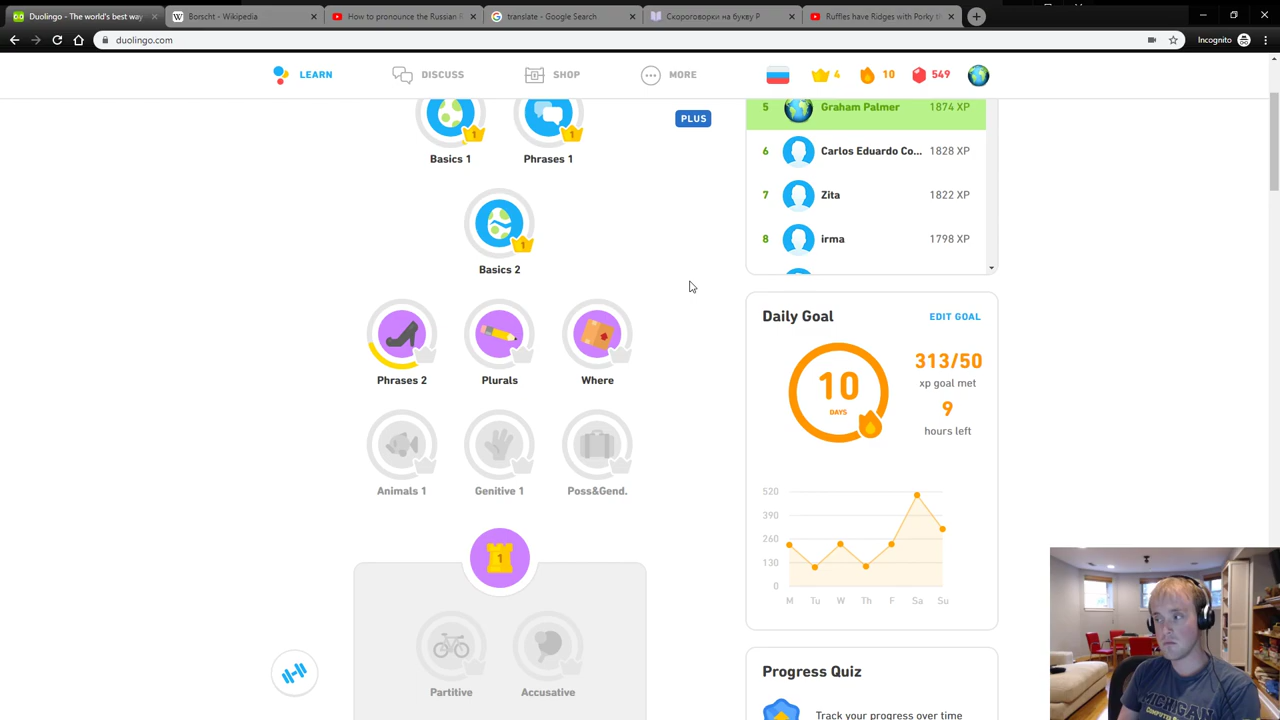 Duolingo - The world's best way
Borscht - Wikipedia
How to pronounce the Russian R
translate - Google Search
Скороговорки на букву Р
Ruffles have Ridges with Porky
duolingo.com
Incognito
LEARN
DISCUSS
SHOP
MORE
4
10
549
1
Basics 1
1
Phrases 1
PLUS
1
Basics 2
Phrases 2
Plurals
Where
Animals 1
Genitive 1
Poss&Gend.
1
Partitive
Accusative
5 Graham Palmer 1874 XP
6 Carlos Eduardo Co... 1828 XP
7 Zita 1822 XP
8 irma 1798 XP
Daily Goal
EDIT GOAL
10
DAYS
313/50
xp goal met
9
hours left
520
390
260
130
0
M Tu W Th F Sa Su
Progress Quiz
Track your progress over time
MICHIGAN